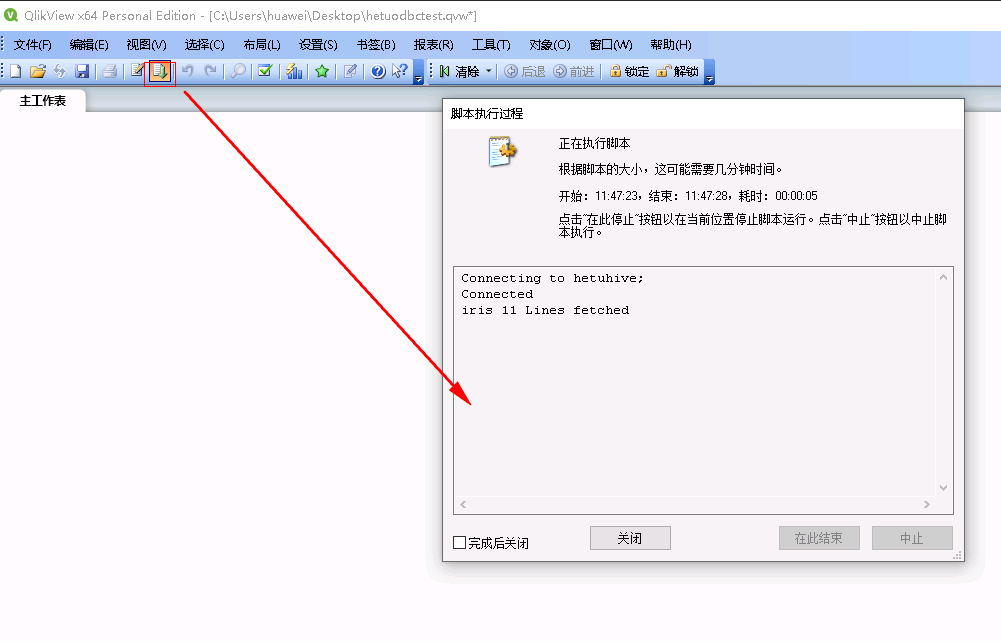 QlikView x64 Personal Edition - [C:\Users\huawei\Desktop\hetuodbctest.qvw*]
文件(F) 编辑(E) 视图(V) 选择(C) 布局(L) 设置(S) 书签(B) 报表(R) 工具(T) 对象(O) 窗口(W) 帮助(H)
清除 后退 前进 锁定 解锁
主工作表
脚本执行过程
正在执行脚本
根据脚本的大小，这可能需要几分钟时间。
开始：11:47:23，结束：11:47:28，耗时：00:00:05
点击“在此停止”按钮以在当前位置停止脚本运行。点击“中止”按钮以中止脚
本执行。
Connecting to hetuhive;
Connected
iris 11 Lines fetched
完成后关闭 关闭 在此结束 中止